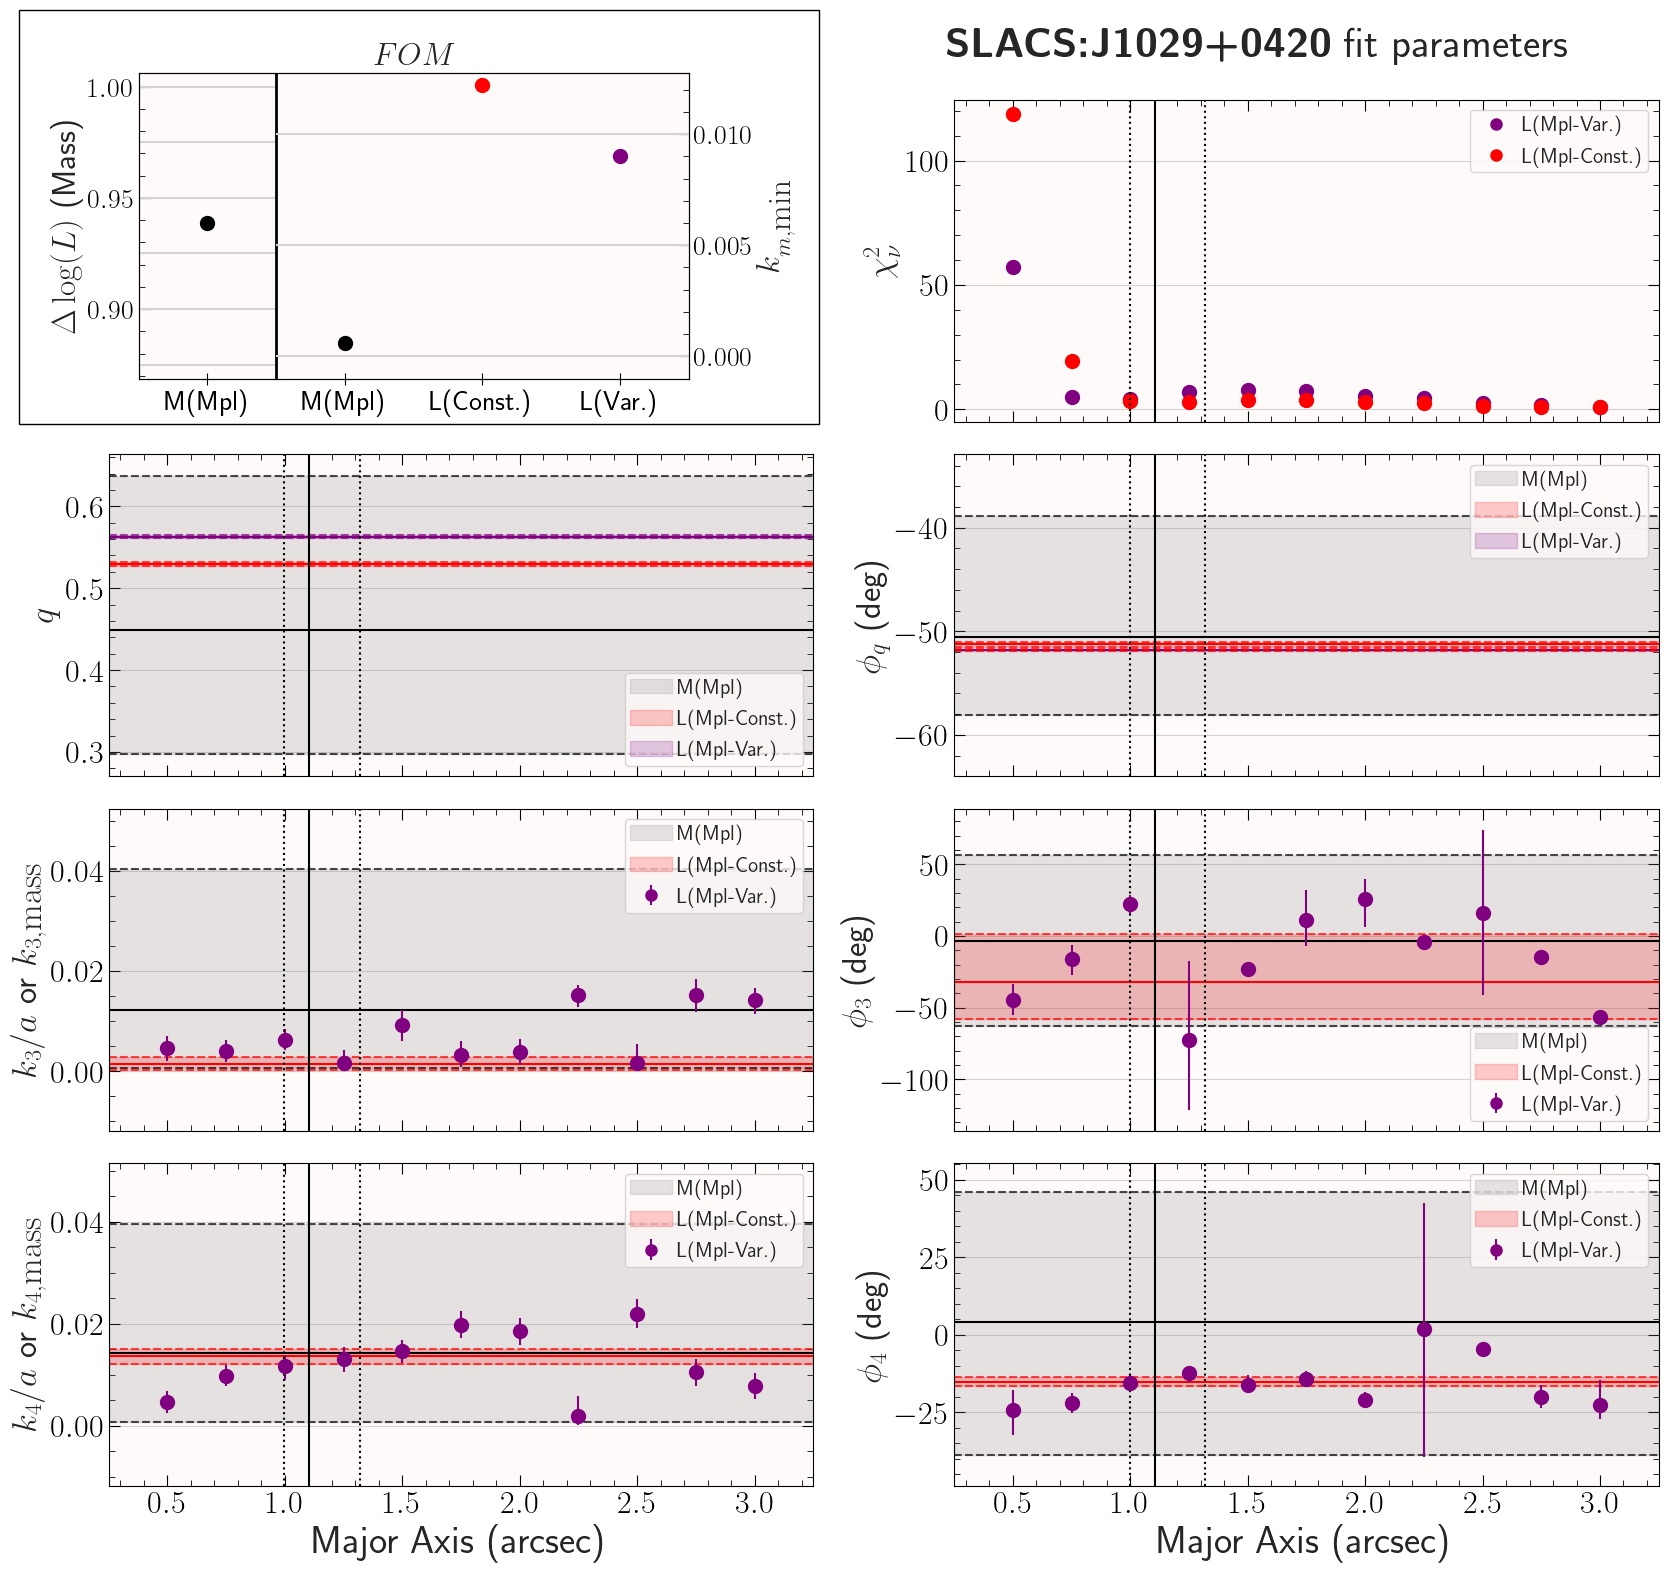 SLACS:J1029+0420 fit parameters
FOM
Δ log(L) (Mass)
1.00
0.95
0.90
0.010
0.005
0.000
k_{m,min}
M(Mpl) M(Mpl) L(Const.) L(Var.)
χ²_ν
100
50
0
L(Mpl-Var.)
L(Mpl-Const.)
q
0.6
0.5
0.4
0.3
M(Mpl)
L(Mpl-Const.)
L(Mpl-Var.)
ϕ_q (deg)
−40
−50
−60
M(Mpl)
L(Mpl-Const.)
L(Mpl-Var.)
k_3/a or k_{3,mass}
0.04
0.02
0.00
M(Mpl)
L(Mpl-Const.)
L(Mpl-Var.)
ϕ_3 (deg)
50
0
−50
−100
M(Mpl)
L(Mpl-Const.)
L(Mpl-Var.)
k_4/a or k_{4,mass}
0.04
0.02
0.00
M(Mpl)
L(Mpl-Const.)
L(Mpl-Var.)
0.5 1.0 1.5 2.0 2.5 3.0
Major Axis (arcsec)
ϕ_4 (deg)
50
25
0
−25
M(Mpl)
L(Mpl-Const.)
L(Mpl-Var.)
0.5 1.0 1.5 2.0 2.5 3.0
Major Axis (arcsec)